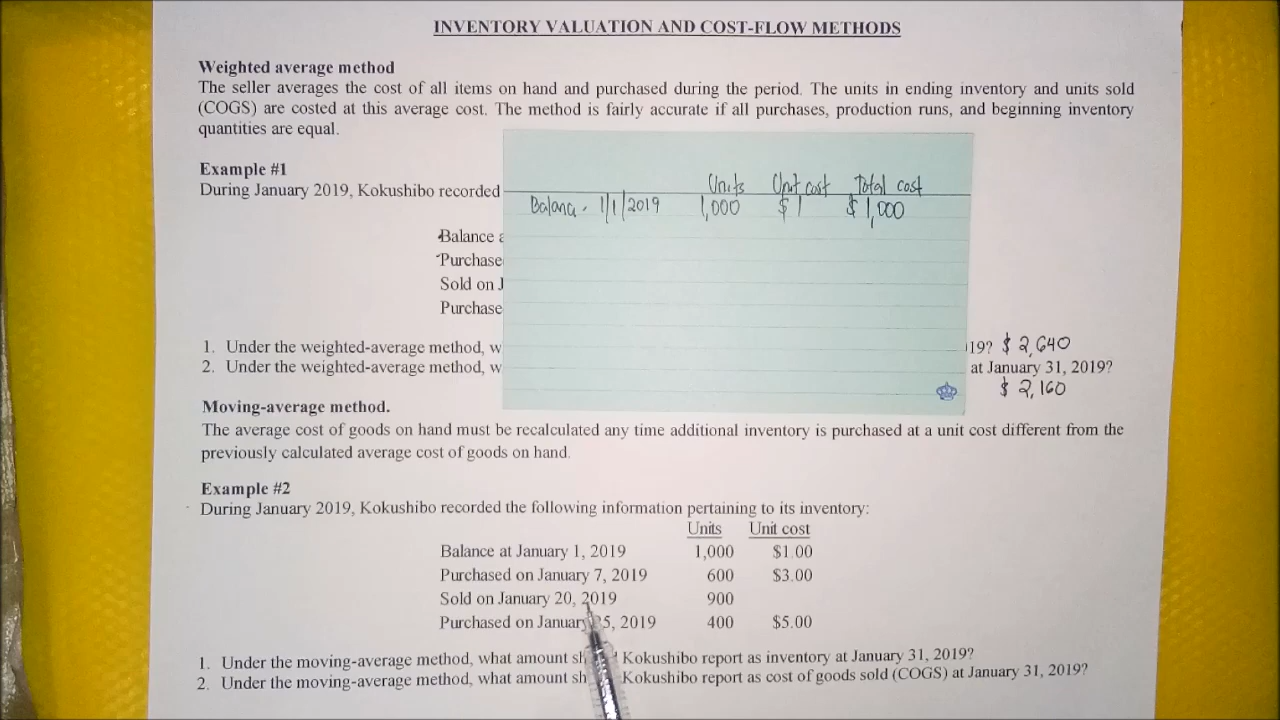 INVENTORY VALUATION AND COST-FLOW METHODS
Weighted average method
The seller averages the cost of all items on hand and purchased during the period. The units in ending inventory and units sold
(COGS) are costed at this average cost. The method is fairly accurate if all purchases, production runs, and beginning inventory
quantities are equal.
Example #1
During January 2019, Kokushibo recorded
Units Unit cost Total cost
Balance - 1/1/2019 1,000 $1 $1,000
Balance
Purchase
Sold on J
Purchase
1. Under the weighted-average method, w 19? $2,640
2. Under the weighted-average method, w at January 31, 2019?
$2,160
Moving-average method.
The average cost of goods on hand must be recalculated any time additional inventory is purchased at a unit cost different from the
previously calculated average cost of goods on hand.
Example #2
During January 2019, Kokushibo recorded the following information pertaining to its inventory:
Units Unit cost
Balance at January 1, 2019 1,000 $1.00
Purchased on January 7, 2019 600 $3.00
Sold on January 20, 2019 900
Purchased on January 25, 2019 400 $5.00
1. Under the moving-average method, what amount sh Kokushibo report as inventory at January 31, 2019?
2. Under the moving-average method, what amount sh Kokushibo report as cost of goods sold (COGS) at January 31, 2019?